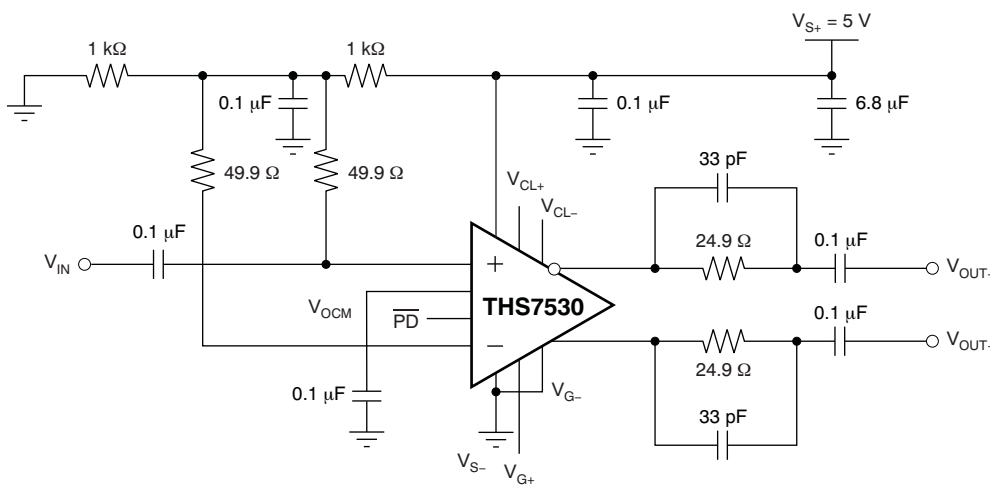 V_S+ = 5 V
1 kΩ
1 kΩ
0.1 µF
0.1 µF
6.8 µF
49.9 Ω
49.9 Ω
33 pF
V_CL+
V_CL−
0.1 µF
24.9 Ω
0.1 µF
V_IN
+
V_OUT-
V_OCM
THS7530
PD
0.1 µF
−
V_OUT-
24.9 Ω
0.1 µF
V_G−
33 pF
V_S−
V_G+